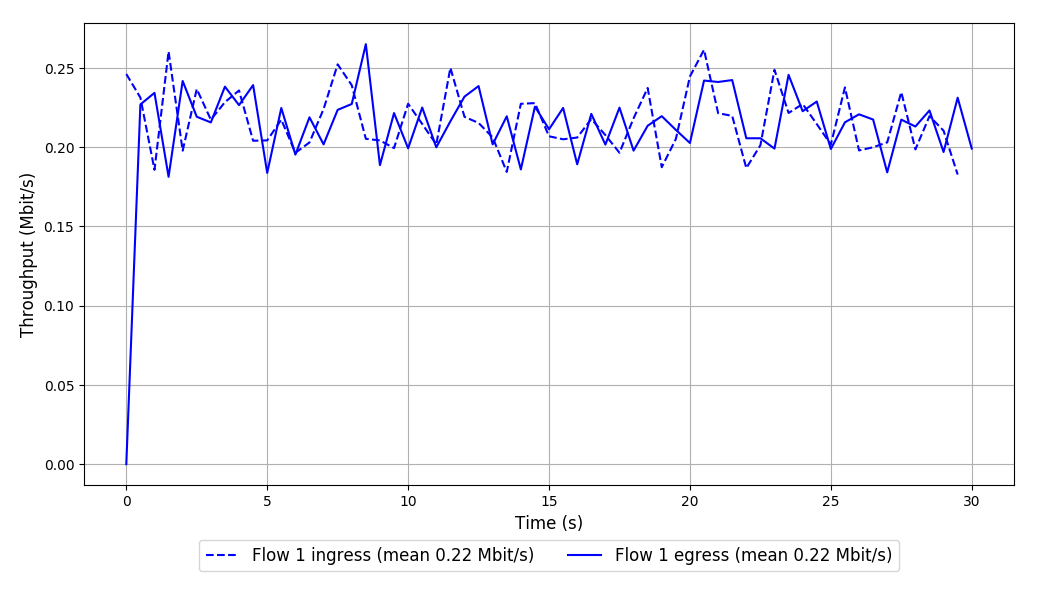 Throughput (Mbit/s)
0.25
0.20
0.15
0.10
0.05
0.00
0 5 10 15 20 25 30
Time (s)
Flow 1 ingress (mean 0.22 Mbit/s) Flow 1 egress (mean 0.22 Mbit/s)